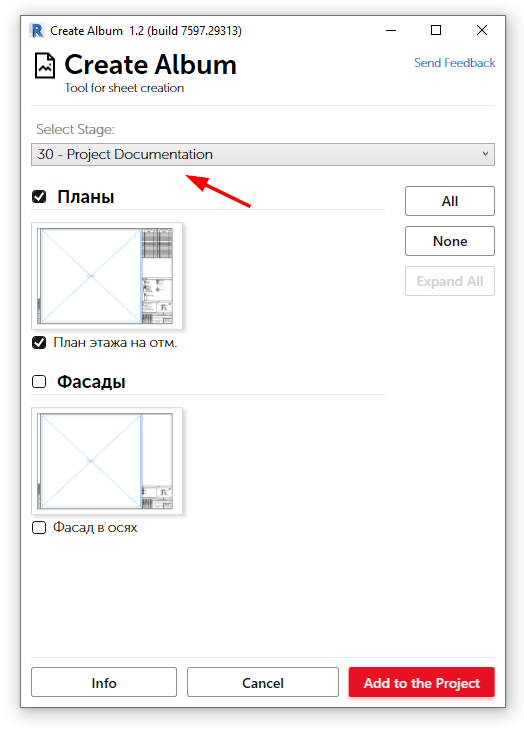 Create Album 1.2 (build 7597.29313)
Create Album
Send Feedback
Tool for sheet creation
Select Stage:
30 - Project Documentation
Планы
All
None
Expand All
План этажа на отм.
Фасады
Фасад в осях
Info
Cancel
Add to the Project